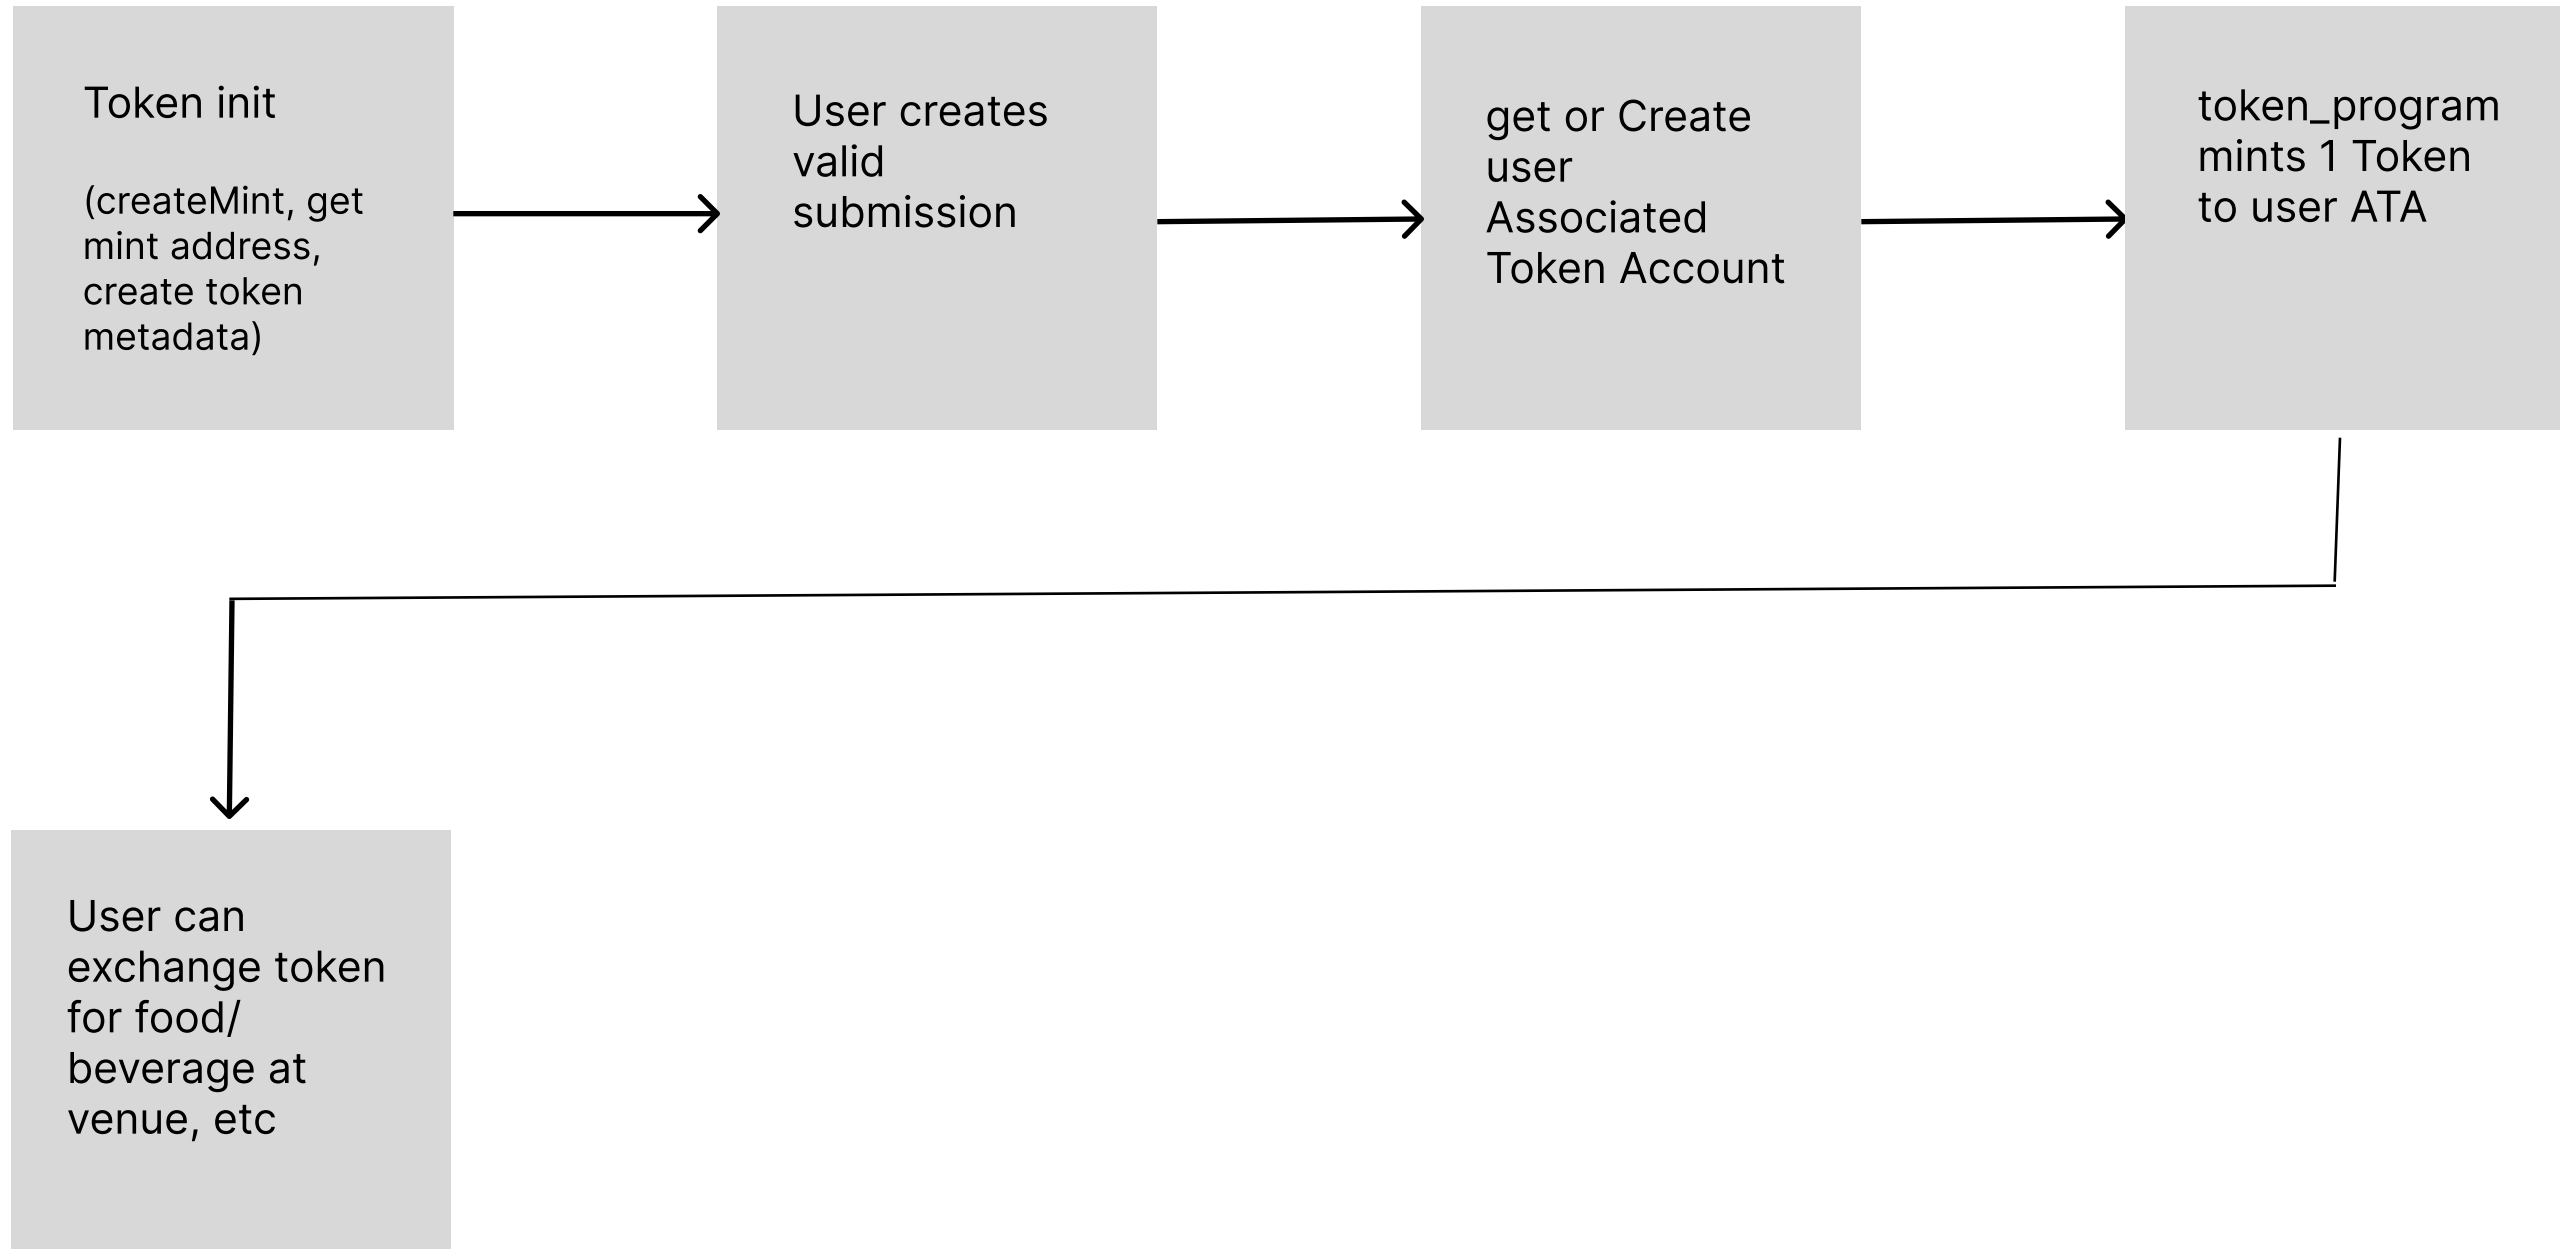 Token init
(createMint, get
mint address,
create token
metadata)
User creates
valid
submission
get or Create
user
Associated
Token Account
token_program
mints 1 Token
to user ATA
User can
exchange token
for food/
beverage at
venue, etc